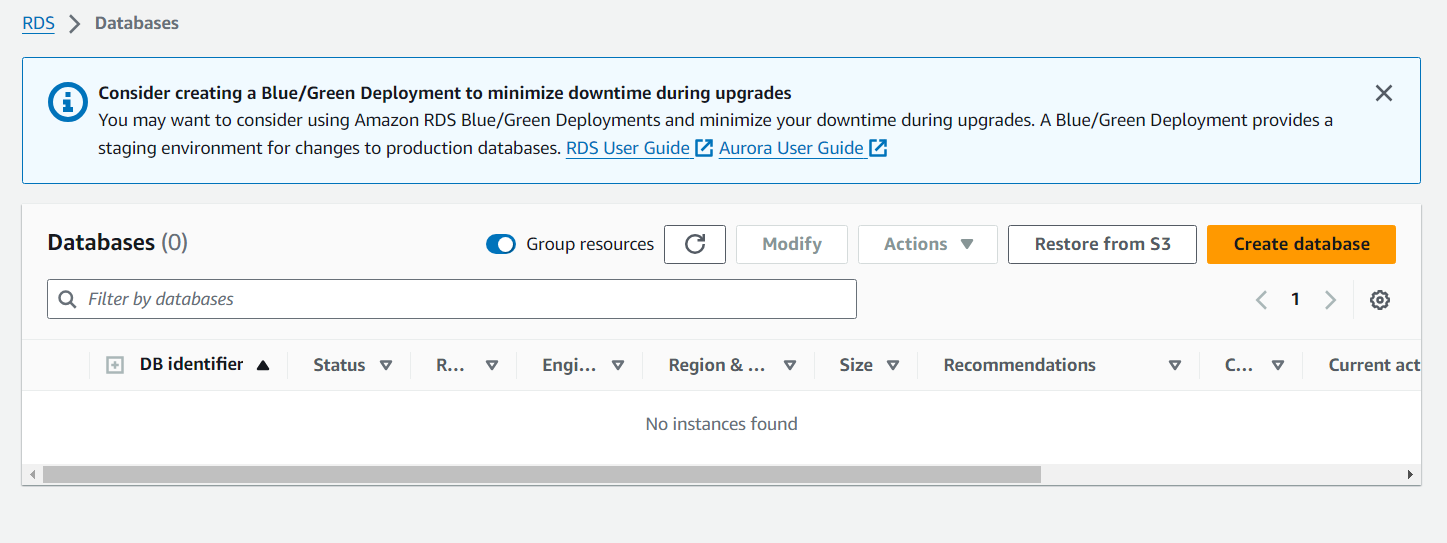 RDS > Databases
Consider creating a Blue/Green Deployment to minimize downtime during upgrades
You may want to consider using Amazon RDS Blue/Green Deployments and minimize your downtime during upgrades. A Blue/Green Deployment provides a
staging environment for changes to production databases. RDS User Guide Aurora User Guide
Databases (0) Group resources Modify Actions Restore from S3 Create database
Filter by databases 1
DB identifier Status R... Engi... Region & ... Size Recommendations C... Current act
No instances found